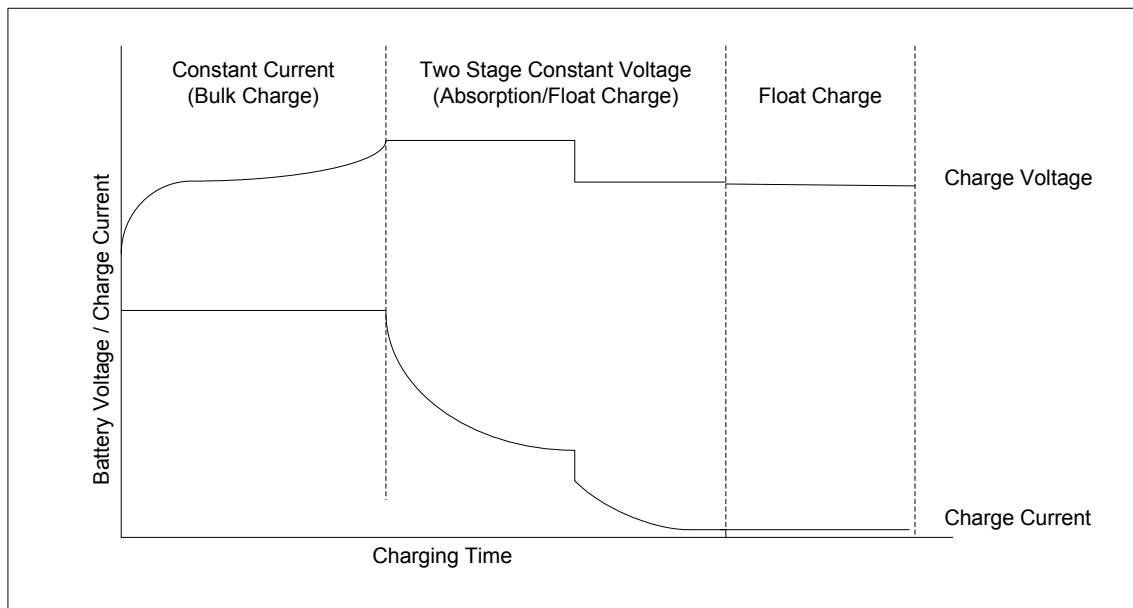 Constant Current
(Bulk Charge)
Two Stage Constant Voltage
(Absorption/Float Charge)
Float Charge
Charge Voltage
Battery Voltage / Charge Current
Charge Current
Charging Time